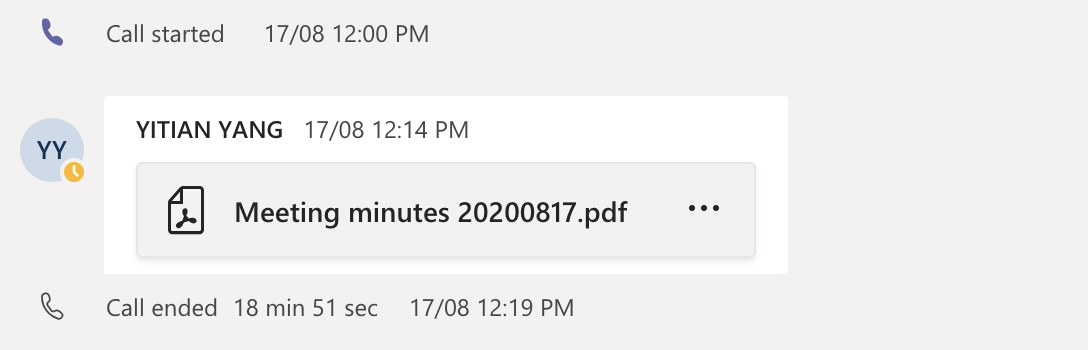 Call started 17/08 12:00 PM
YITIAN YANG 17/08 12:14 PM
YY
Meeting minutes 20200817.pdf
Call ended 18 min 51 sec 17/08 12:19 PM